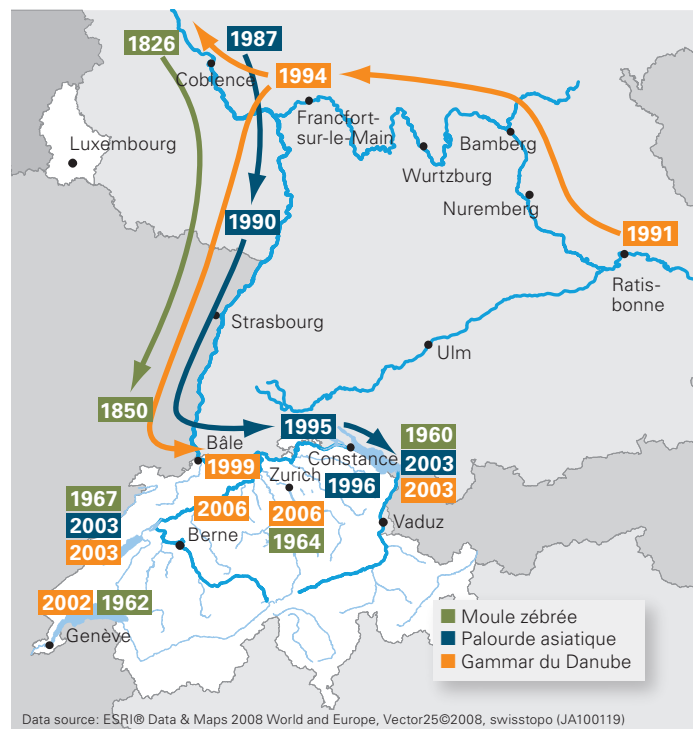 1826
1987
Coblence
1994
Francfort-
sur-le-Main
Bamberg
Luxembourg
Wurtzburg
Nuremberg
1990
1991
Ratis-
bonne
Strasbourg
Ulm
1850
1995
1960
Bâle
Constance
2003
1999
Zurich
1996
2003
1967
2006
2006
2003
1964
Vaduz
2003
Berne
2002
1962
Genève
Moule zébrée
Palourde asiatique
Gammar du Danube
Data source: ESRI® Data & Maps 2008 World and Europe, Vector25©2008, swisstopo (JA100119)